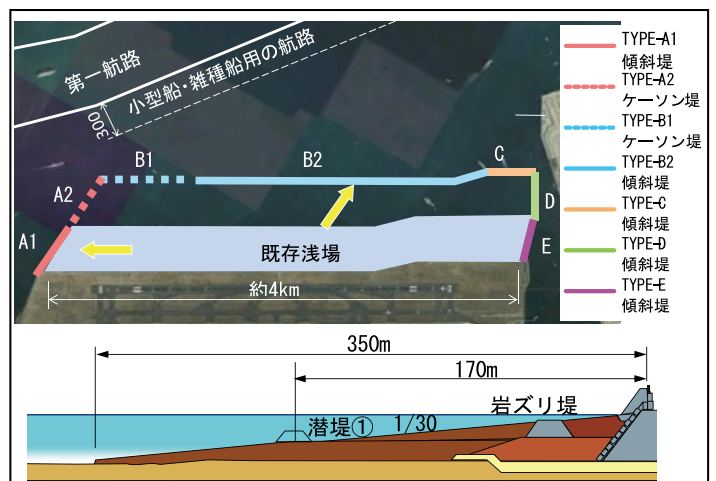 第一航路
小型船・雑種船用の航路
300
B1
B2
C
A2
D
A1
E
既存浅場
約4km
TYPE-A1
傾斜堤
TYPE-A2
ケーソン堤
TYPE-B1
ケーソン堤
TYPE-B2
傾斜堤
TYPE-C
傾斜堤
TYPE-D
傾斜堤
TYPE-E
傾斜堤
350m
170m
岩ズリ堤
潜堤① 1/30